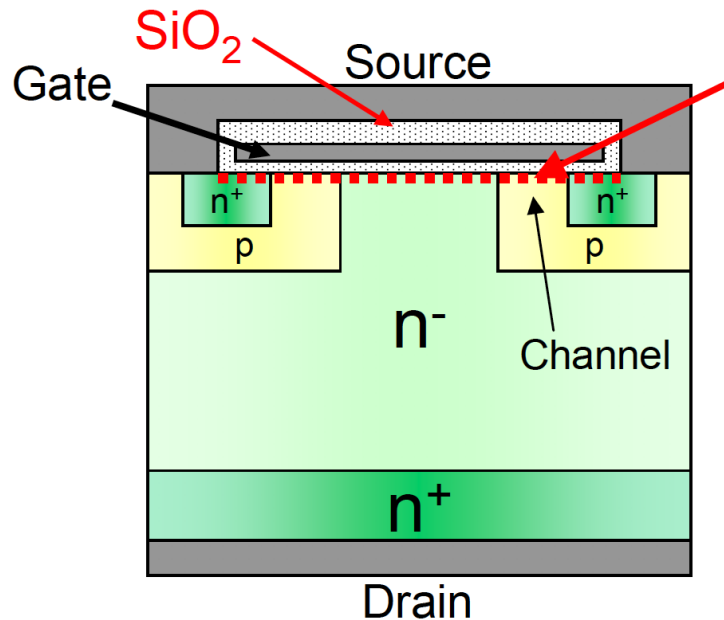 SiO₂
Source
Gate
n⁺
n⁺
p
p
n⁻
Channel
n⁺
Drain